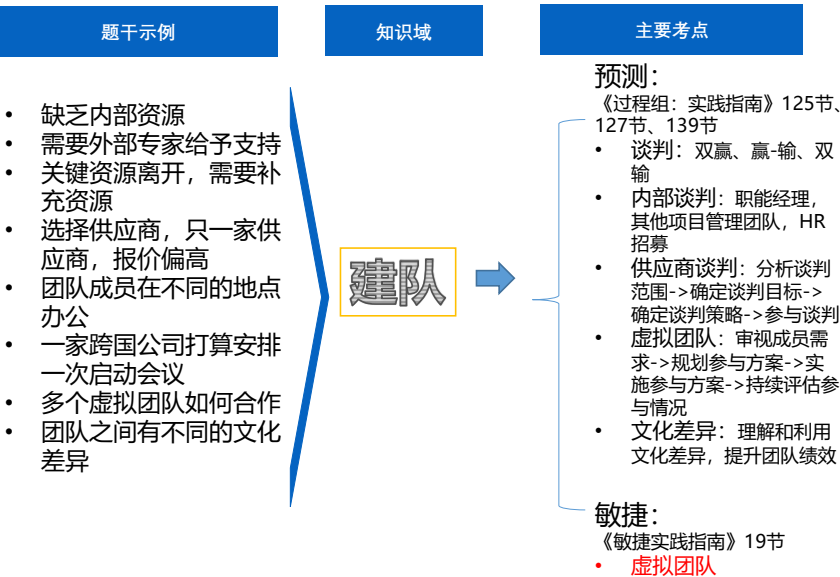 题干示例
知识域
主要考点
• 缺乏内部资源
• 需要外部专家给予支持
• 关键资源离开，需要补
充资源
• 选择供应商，只一家供
应商，报价偏高
• 团队成员在不同的地点
办公
• 一家跨国公司打算安排
一次启动会议
• 多个虚拟团队如何合作
• 团队之间有不同的文化
差异
建队
预测：
《过程组：实践指南》125节、
127节、139节
• 谈判：双赢、赢-输、双
输
• 内部谈判：职能经理，
其他项目管理团队，HR
招募
• 供应商谈判：分析谈判
范围->确定谈判目标->
确定谈判策略->参与谈判
• 虚拟团队：审视成员需
求->规划参与方案->实
施参与方案->持续评估参
与情况
• 文化差异：理解和利用
文化差异，提升团队绩效
敏捷：
《敏捷实践指南》19节
• 虚拟团队